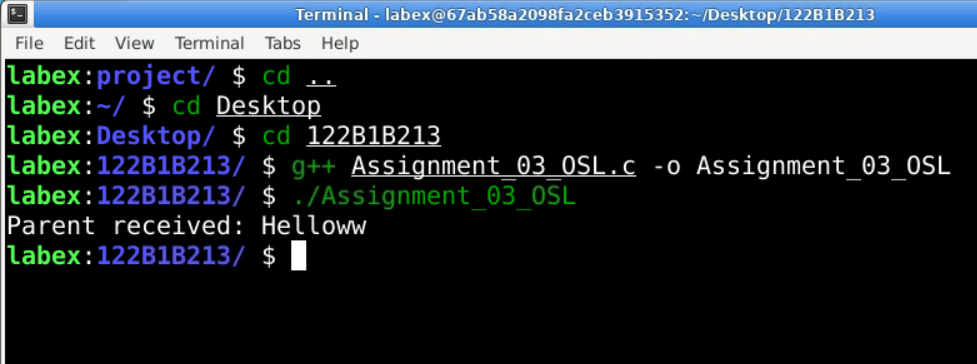 Terminal - labex@67ab58a2098fa2ceb3915352:~/Desktop/122B1B213
File Edit View Terminal Tabs Help
labex:project/ $ cd ..
labex:~/ $ cd Desktop
labex:Desktop/ $ cd 122B1B213
labex:122B1B213/ $ g++ Assignment_03_OSL.c -o Assignment_03_OSL
labex:122B1B213/ $ ./Assignment_03_OSL
Parent received: Helloww
labex:122B1B213/ $